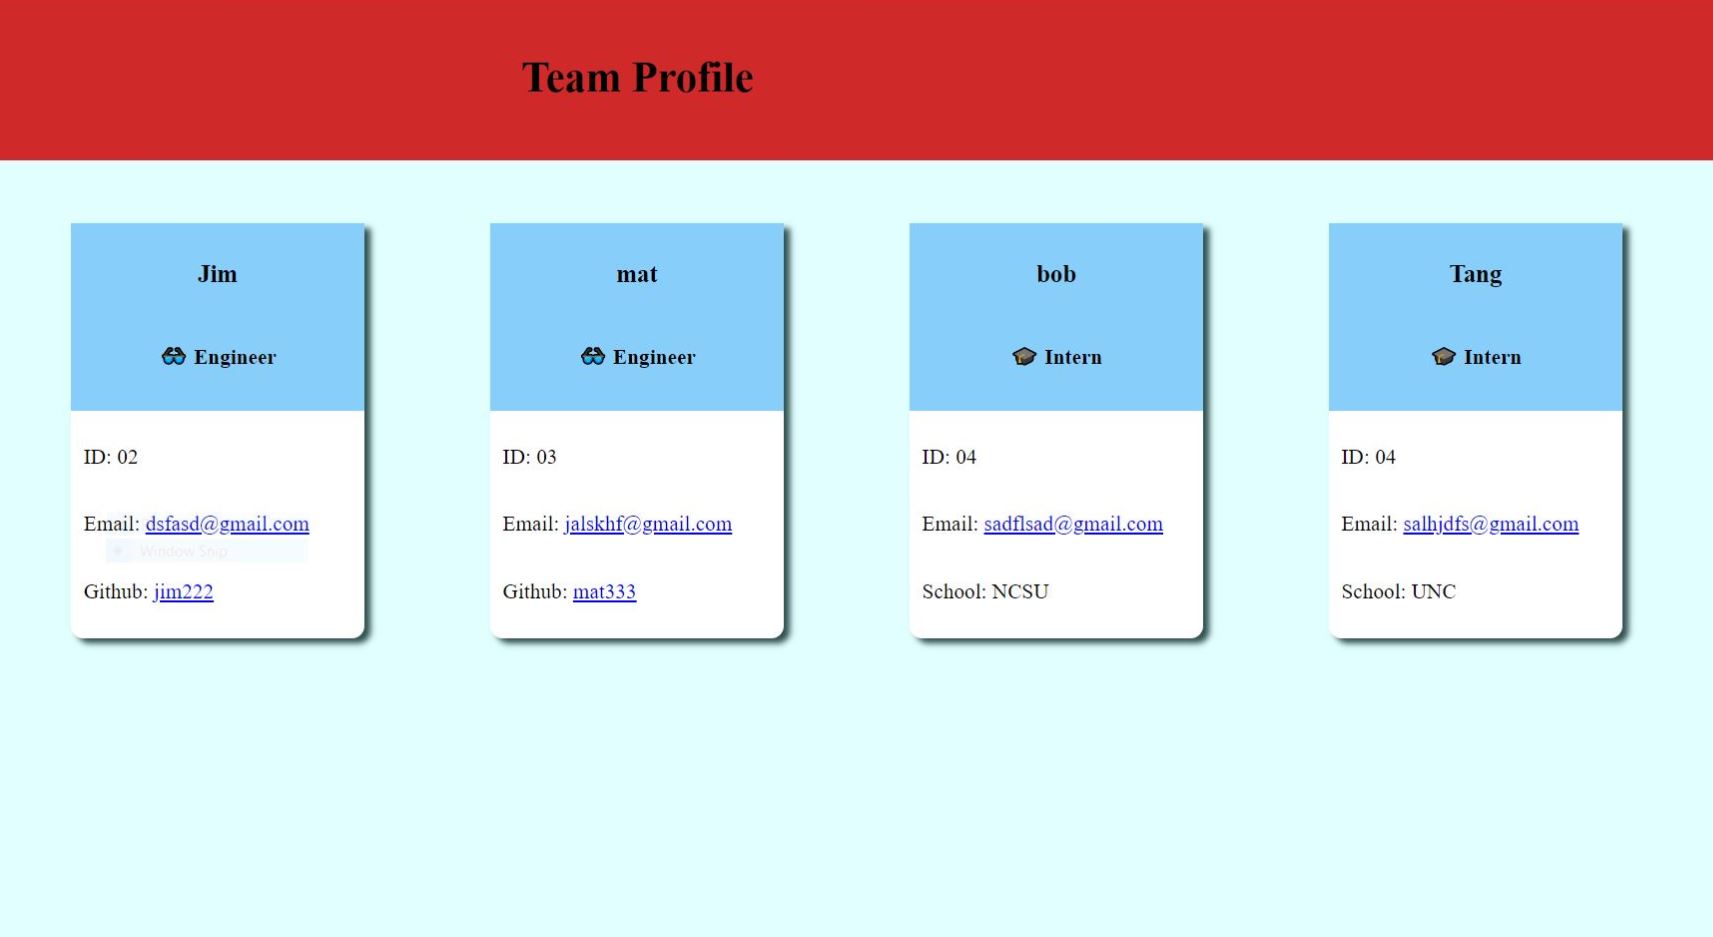 Team Profile
Jim
👓 Engineer
ID: 02
Email: dsfasd@gmail.com
Window Snip
Github: jim222
mat
👓 Engineer
ID: 03
Email: jalskhf@gmail.com
Github: mat333
bob
🎓 Intern
ID: 04
Email: sadflsad@gmail.com
School: NCSU
Tang
🎓 Intern
ID: 04
Email: salhjdfs@gmail.com
School: UNC